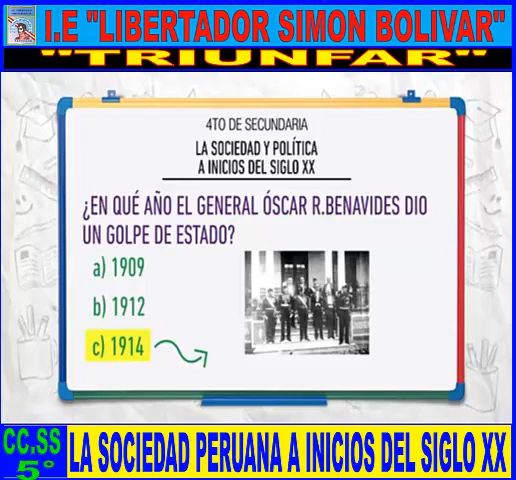 I.E "LIBERTADOR SIMON BOLIVAR"
"TRIUNFAR"
4TO DE SECUNDARIA
LA SOCIEDAD Y POLÍTICA
A INICIOS DEL SIGLO XX
¿EN QUÉ AÑO EL GENERAL ÓSCAR R.BENAVIDES DIO
UN GOLPE DE ESTADO?
a) 1909
b) 1912
c) 1914
CC.SS
5°
LA SOCIEDAD PERUANA A INICIOS DEL SIGLO XX